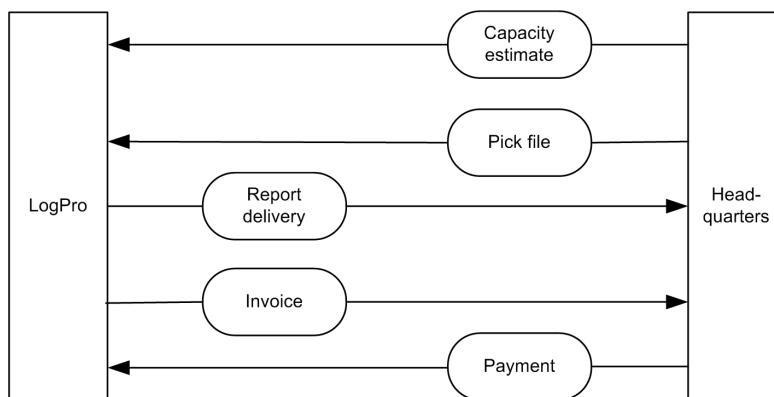 Capacity
estimate
Pick file
Report
delivery
LogPro
Head-
quarters
Invoice
Payment